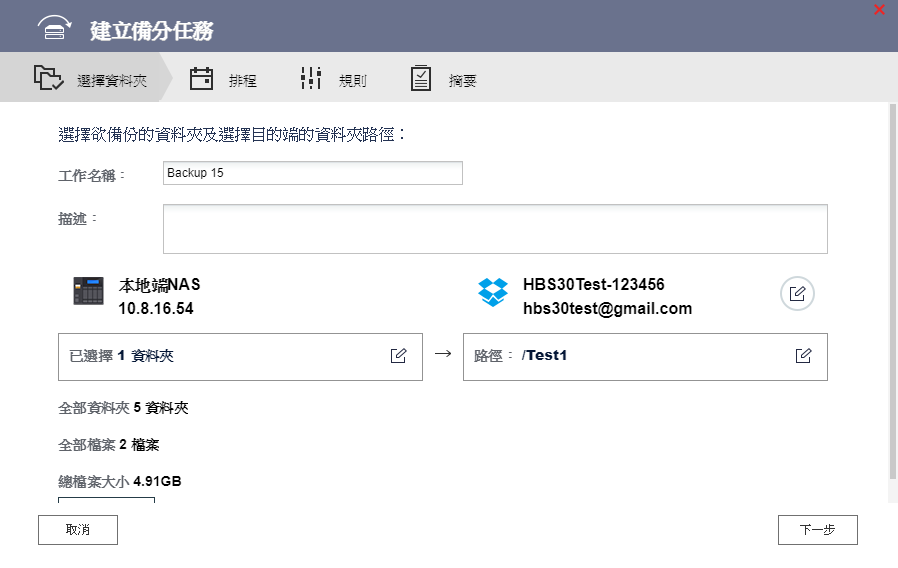 建立備分任務
選擇資料夾
排程
規則
摘要
選擇欲備份的資料夾及選擇目的端的資料夾路徑：
工作名稱：
Backup 15
描述：
本地端NAS
10.8.16.54
HBS30Test-123456
hbs30test@gmail.com
已選擇 1 資料夾
路徑： /Test1
全部資料夾 5 資料夾
全部檔案 2 檔案
總檔案大小 4.91GB
取消
下一步